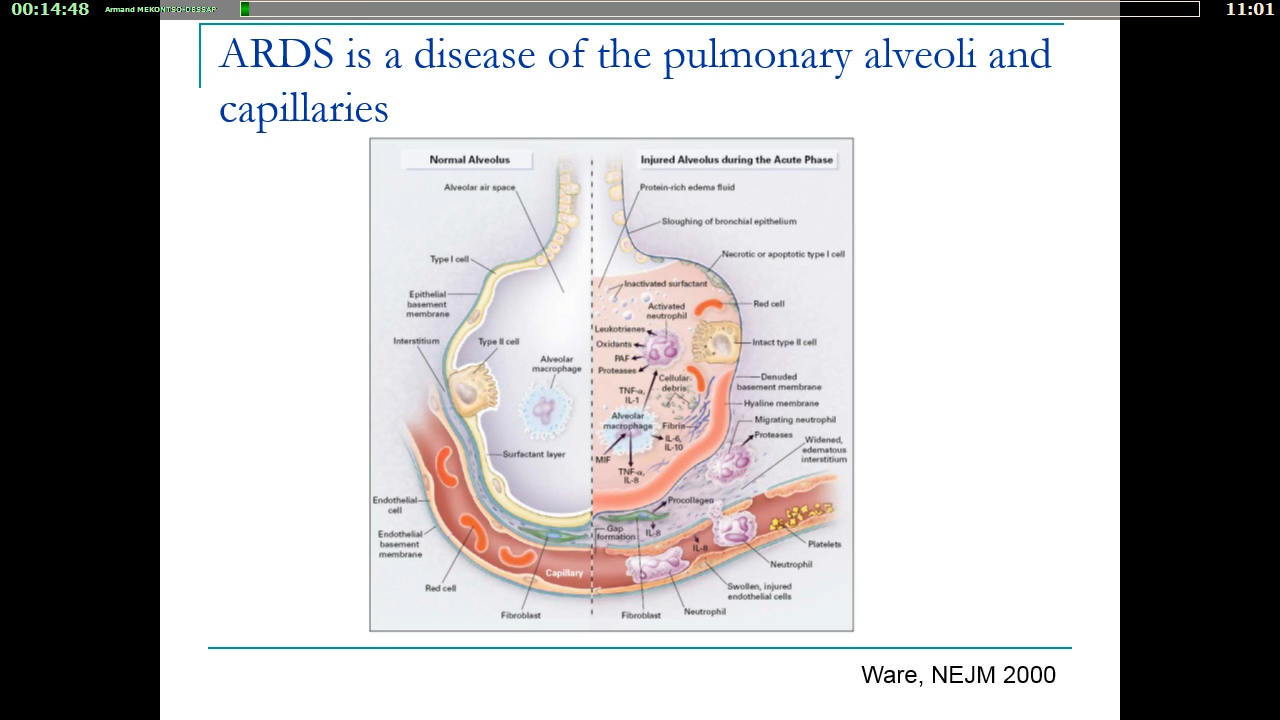 00:14:48
Armand MEKONTSO-DESSAP
11:01
ARDS is a disease of the pulmonary alveoli and
capillaries
Normal Alveolus
Injured Alveolus during the Acute Phase
Alveolar air space
Protein-rich edema fluid
Sloughing of bronchial epithelium
Type I cell
Necrotic or apoptotic type I cell
Epithelial
basement
membrane
Inactivated surfactant
Red cell
Activated
neutrophil
Leukotrienes
Oxidants
PAF
Proteases
Interstitium
Type II cell
Intact type II cell
Alveolar
macrophage
Cellular
debris
Denuded
basement membrane
TNF-α,
IL-1
Hyaline membrane
Alveolar
macrophage
Fibrin
Migrating neutrophil
Proteases
IL-6,
IL-10
Widened,
edematous
interstitium
MIF
TNF-α,
IL-8
Surfactant layer
Procollagen
Endothelial
cell
Gap
formation
IL-8
IL-8
Endothelial
basement
membrane
Platelets
Neutrophil
Capillary
Red cell
Swollen, injured
endothelial cells
Fibroblast
Fibroblast
Neutrophil
Ware, NEJM 2000